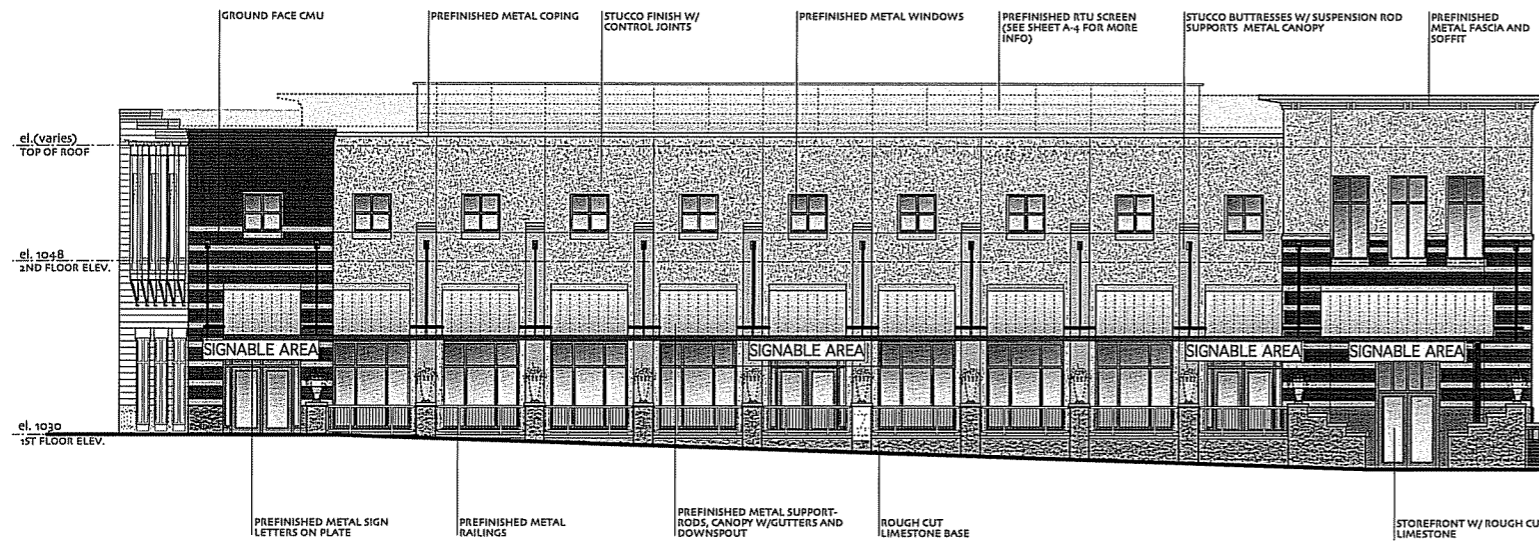 GROUND FACE CMU
PREFINISHED METAL COPING
STUCCO FINISH W/
CONTROL JOINTS
PREFINISHED METAL WINDOWS
PREFINISHED RTU SCREEN
(SEE SHEET A-4 FOR MORE
INFO)
STUCCO BUTTRESSES W/ SUSPENSION ROD
SUPPORTS METAL CANOPY
PREFINISHED
METAL FASCIA AND
SOFFIT
el.(varies)
TOP OF ROOF
el. 1048
2ND FLOOR ELEV.
SIGNABLE AREA
SIGNABLE AREA
SIGNABLE AREA
SIGNABLE AREA
el. 1030
1ST FLOOR ELEV.
PREFINISHED METAL SIGN
LETTERS ON PLATE
PREFINISHED METAL
RAILINGS
PREFINISHED METAL SUPPORT-
RODS, CANOPY W/GUTTERS AND
DOWNSPOUT
ROUGH CUT
LIMESTONE BASE
STOREFRONT W/ ROUGH CU
LIMESTONE